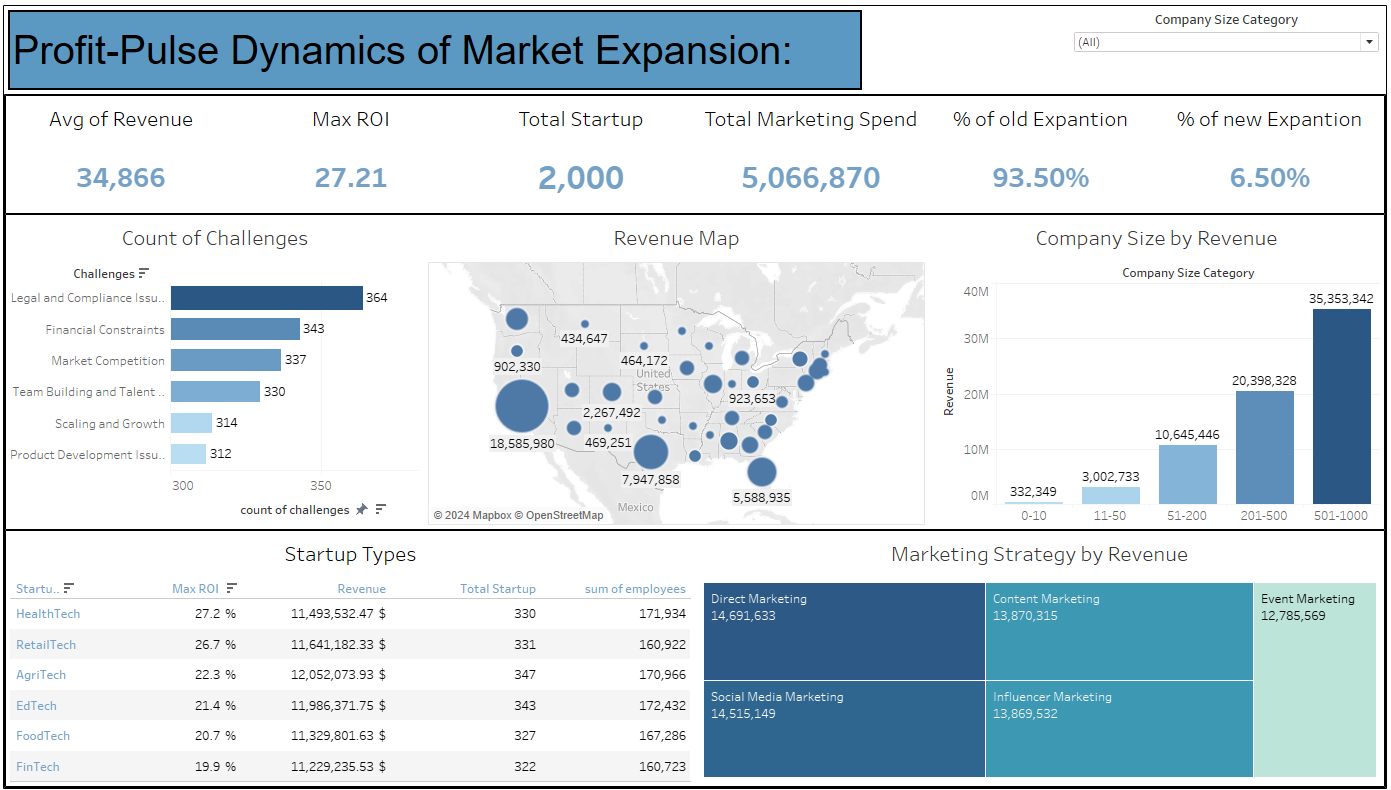 Profit-Pulse Dynamics of Market Expansion:
Company Size Category
(All)
Avg of Revenue
34,866
Max ROI
27.21
Total Startup
2,000
Total Marketing Spend
5,066,870
% of old Expantion
93.50%
% of new Expantion
6.50%
Count of Challenges
Challenges
Legal and Compliance Issu.. 364
Financial Constraints 343
Market Competition 337
Team Building and Talent .. 330
Scaling and Growth 314
Product Development Issu.. 312
300 350
count of challenges
Revenue Map
434,647
902,330
464,172
United
States
923,653
2,267,492
18,585,980
469,251
7,947,858
5,588,935
Mexico
© 2024 Mapbox © OpenStreetMap
Company Size by Revenue
Company Size Category
Revenue
40M
30M
20M
10M
0M
332,349
3,002,733
10,645,446
20,398,328
35,353,342
0-10 11-50 51-200 201-500 501-1000
Startup Types
Startu.. Max ROI Revenue Total Startup sum of employees
HealthTech 27.2 % 11,493,532.47 $ 330 171,934
RetailTech 26.7 % 11,641,182.33 $ 331 160,922
AgriTech 22.3 % 12,052,073.93 $ 347 170,966
EdTech 21.4 % 11,986,371.75 $ 343 172,432
FoodTech 20.7 % 11,329,801.63 $ 327 167,286
FinTech 19.9 % 11,229,235.53 $ 322 160,723
Marketing Strategy by Revenue
Direct Marketing
14,691,633
Social Media Marketing
14,515,149
Content Marketing
13,870,315
Influencer Marketing
13,869,532
Event Marketing
12,785,569